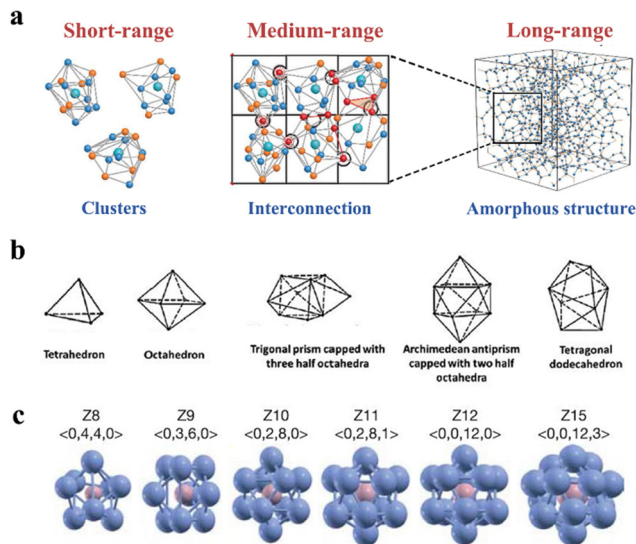 a
Short-range Medium-range Long-range
Clusters Interconnection Amorphous structure
b
Tetrahedron
Octahedron
Trigonal prism capped with
three half octahedra
Archimedean antiprism
capped with two half
octahedra
Tetragonal
dodecahedron
c
Z8 Z9 Z10 Z11 Z12 Z15
<0,4,4,0> <0,3,6,0> <0,2,8,0> <0,2,8,1> <0,0,12,0> <0,0,12,3>